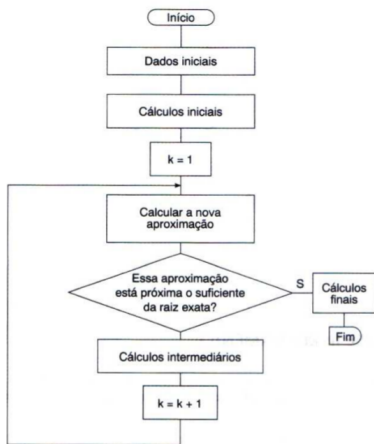 Início
Dados iniciais
Cálculos iniciais
k = 1
Calcular a nova
aproximação
Essa aproximação
está próxima o suficiente
da raiz exata?
S
Cálculos
finais
Fim
Cálculos intermediários
k = k + 1